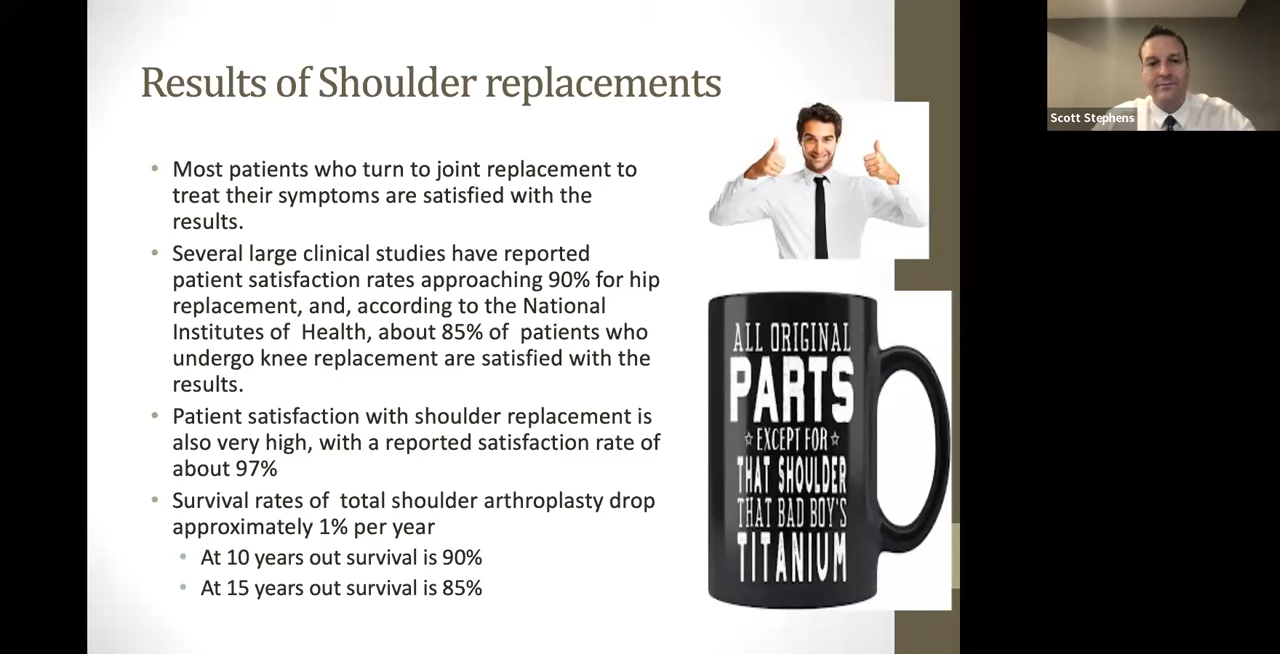 Results of Shoulder replacements
Scott Stephens
• Most patients who turn to joint replacement to
treat their symptoms are satisfied with the
results.
• Several large clinical studies have reported
patient satisfaction rates approaching 90% for hip
replacement, and, according to the National
Institutes of  Health, about 85% of  patients who
undergo knee replacement are satisfied with the
results.
• Patient satisfaction with shoulder replacement is
also very high, with a reported satisfaction rate of
about 97%
• Survival rates of  total shoulder arthroplasty drop
approximately 1% per year
• At 10 years out survival is 90%
• At 15 years out survival is 85%
ALL ORIGINAL
PARTS
☆ EXCEPT FOR ☆
THAT SHOULDER
THAT BAD BOY'S
TITANIUM